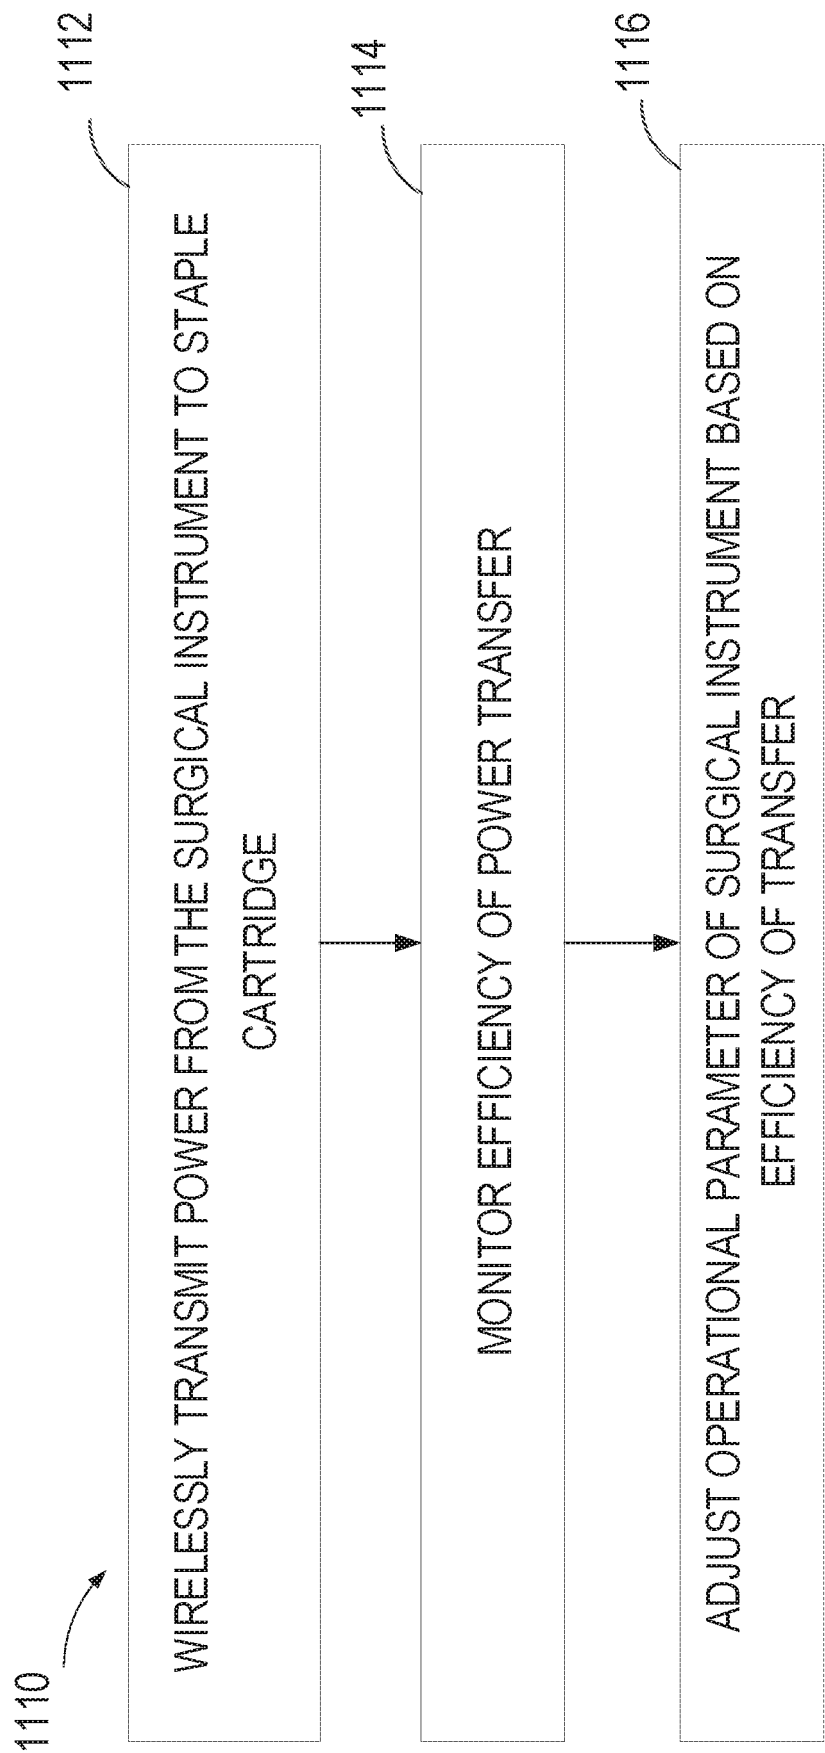 1110
1112
WIRELESSLY TRANSMIT POWER FROM THE SURGICAL INSTRUMENT TO STAPLE
CARTRIDGE
1114
MONITOR EFFICIENCY OF POWER TRANSFER
1116
ADJUST OPERATIONAL PARAMETER OF SURGICAL INSTRUMENT BASED ON
EFFICIENCY OF TRANSFER